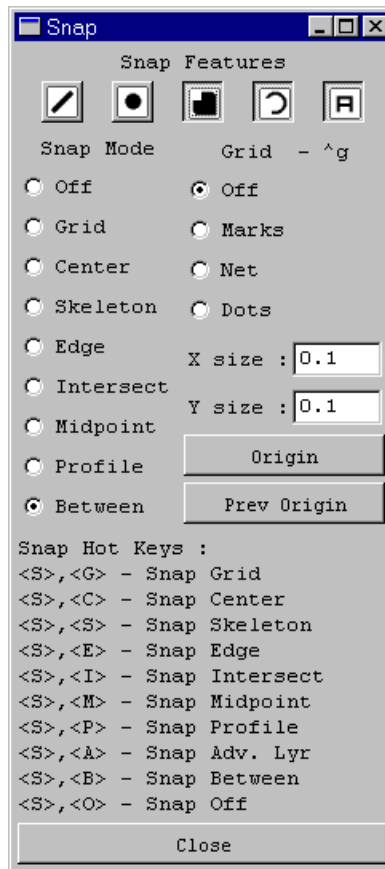 Snap
Snap Features
A
Snap Mode
Off
Grid
Center
Skeleton
Edge
Intersect
Midpoint
Profile
Between
Grid - ^g
Off
Marks
Net
Dots
X size : 0.1
Y size : 0.1
Origin
Prev Origin
Snap Hot Keys :
<S>,<G> - Snap Grid
<S>,<C> - Snap Center
<S>,<S> - Snap Skeleton
<S>,<E> - Snap Edge
<S>,<I> - Snap Intersect
<S>,<M> - Snap Midpoint
<S>,<P> - Snap Profile
<S>,<A> - Snap Adv. Lyr
<S>,<B> - Snap Between
<S>,<O> - Snap Off
Close